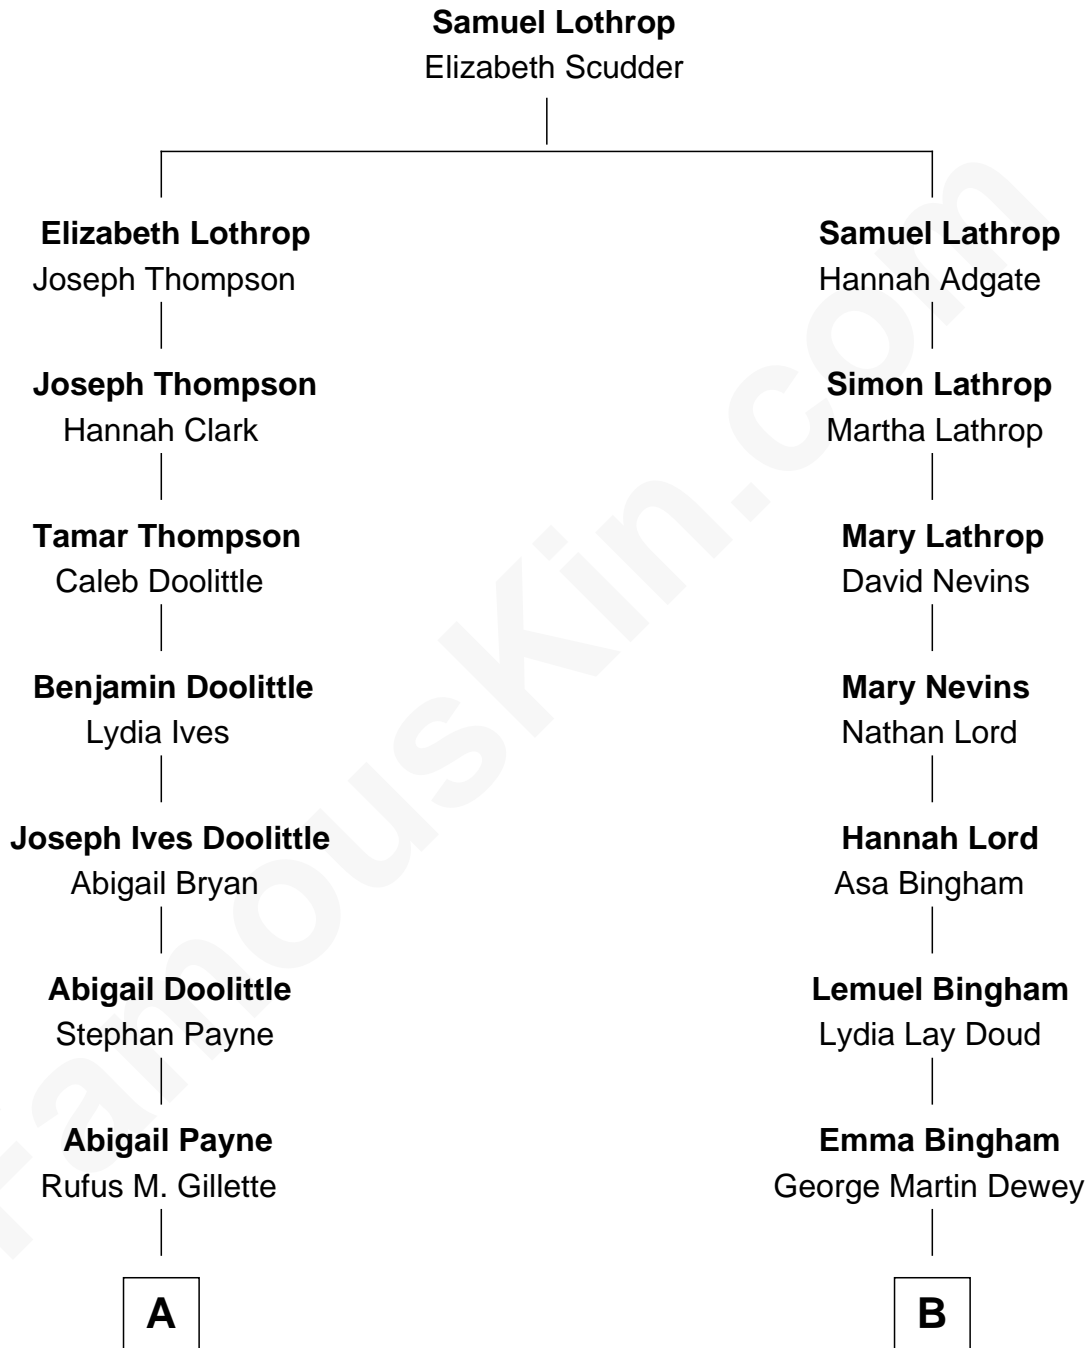 Samuel Lothrop
Elizabeth Scudder
Elizabeth Lothrop
Joseph Thompson
Joseph Thompson
Hannah Clark
Tamar Thompson
Caleb Doolittle
Benjamin Doolittle
Lydia Ives
Joseph Ives Doolittle
Abigail Bryan
Abigail Doolittle
Stephan Payne
Abigail Payne
Rufus M. Gillette
A
Samuel Lathrop
Hannah Adgate
Simon Lathrop
Martha Lathrop
Mary Lathrop
David Nevins
Mary Nevins
Nathan Lord
Hannah Lord
Asa Bingham
Lemuel Bingham
Lydia Lay Doud
Emma Bingham
George Martin Dewey
B
FamousKin.com